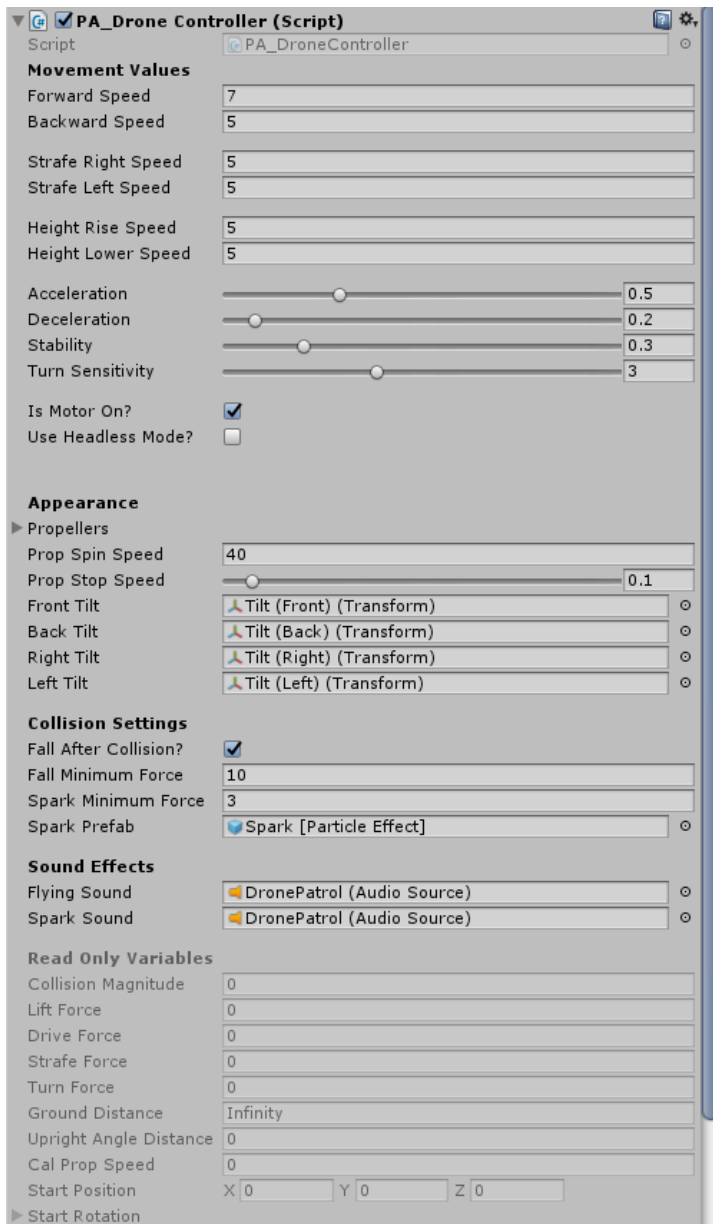 PA_Drone Controller (Script)
Script PA_DroneController
Movement Values
Forward Speed 7
Backward Speed 5
Strafe Right Speed 5
Strafe Left Speed 5
Height Rise Speed 5
Height Lower Speed 5
Acceleration 0.5
Deceleration 0.2
Stability 0.3
Turn Sensitivity 3
Is Motor On?
Use Headless Mode?
Appearance
Propellers
Prop Spin Speed 40
Prop Stop Speed 0.1
Front Tilt Tilt (Front) (Transform)
Back Tilt Tilt (Back) (Transform)
Right Tilt Tilt (Right) (Transform)
Left Tilt Tilt (Left) (Transform)
Collision Settings
Fall After Collision?
Fall Minimum Force 10
Spark Minimum Force 3
Spark Prefab Spark [Particle Effect]
Sound Effects
Flying Sound DronePatrol (Audio Source)
Spark Sound DronePatrol (Audio Source)
Read Only Variables
Collision Magnitude 0
Lift Force 0
Drive Force 0
Strafe Force 0
Turn Force 0
Ground Distance Infinity
Upright Angle Distance 0
Cal Prop Speed 0
Start Position X 0 Y 0 Z 0
Start Rotation